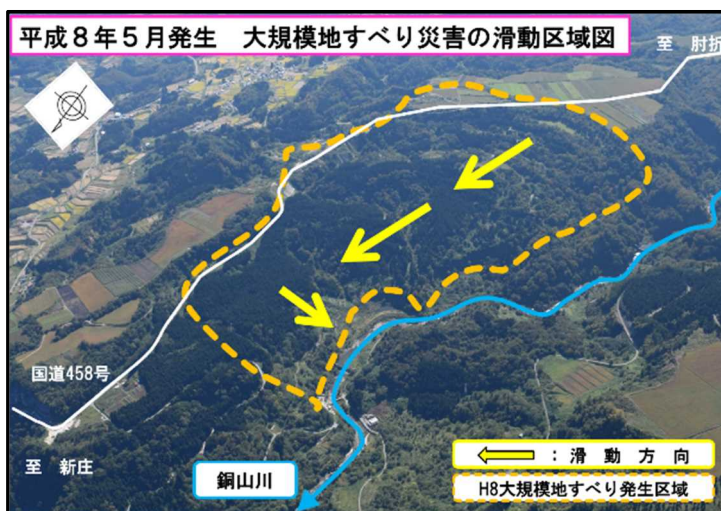 平成８年５月発生　大規模地すべり災害の滑動区域図
至 肘折
国道458号
至 新庄
銅山川
：滑動方向
H8大規模地すべり発生区域